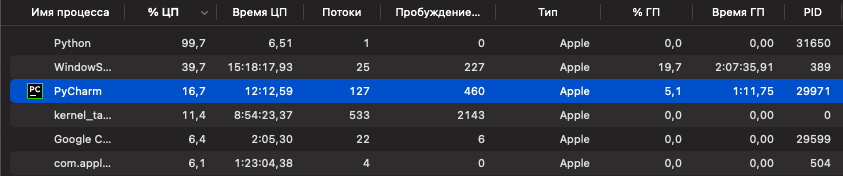 Имя процесса % ЦП Время ЦП Потоки Пробуждение... Тип % ГП Время ГП PID
Python 99,7 6,51 1 0 Apple 0,0 0,00 31650
WindowS... 39,7 15:18:17,93 25 227 Apple 19,7 2:07:35,91 389
PC PyCharm 16,7 12:12,59 127 460 Apple 5,1 1:11,75 29971
kernel_ta... 11,4 8:54:23,37 533 2143 Apple 0,0 0,00 0
Google C... 6,4 2:05,30 22 6 Apple 0,0 0,00 29599
com.appl... 6,1 1:23:04,38 4 0 Apple 0,0 0,00 504